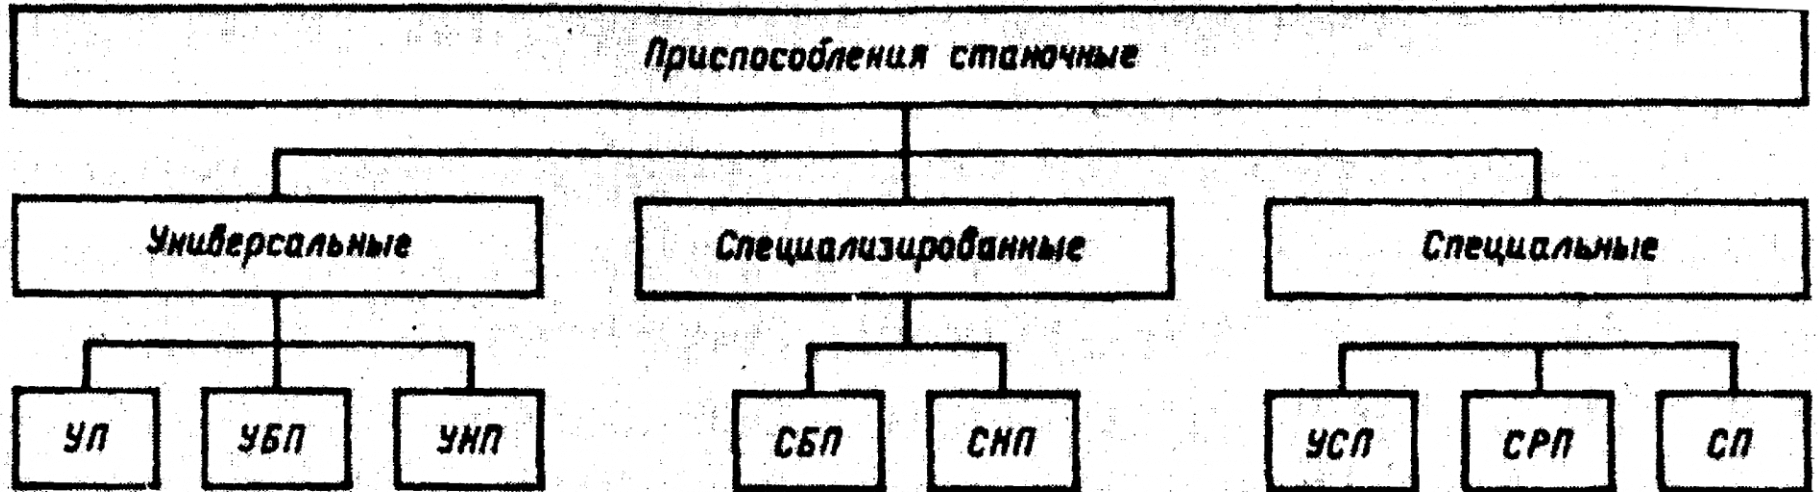 Приспособления станочные
Универсальные
Специализированные
Специальные
УП
УБП
УНП
СБП
СНП
УСП
СРП
СП